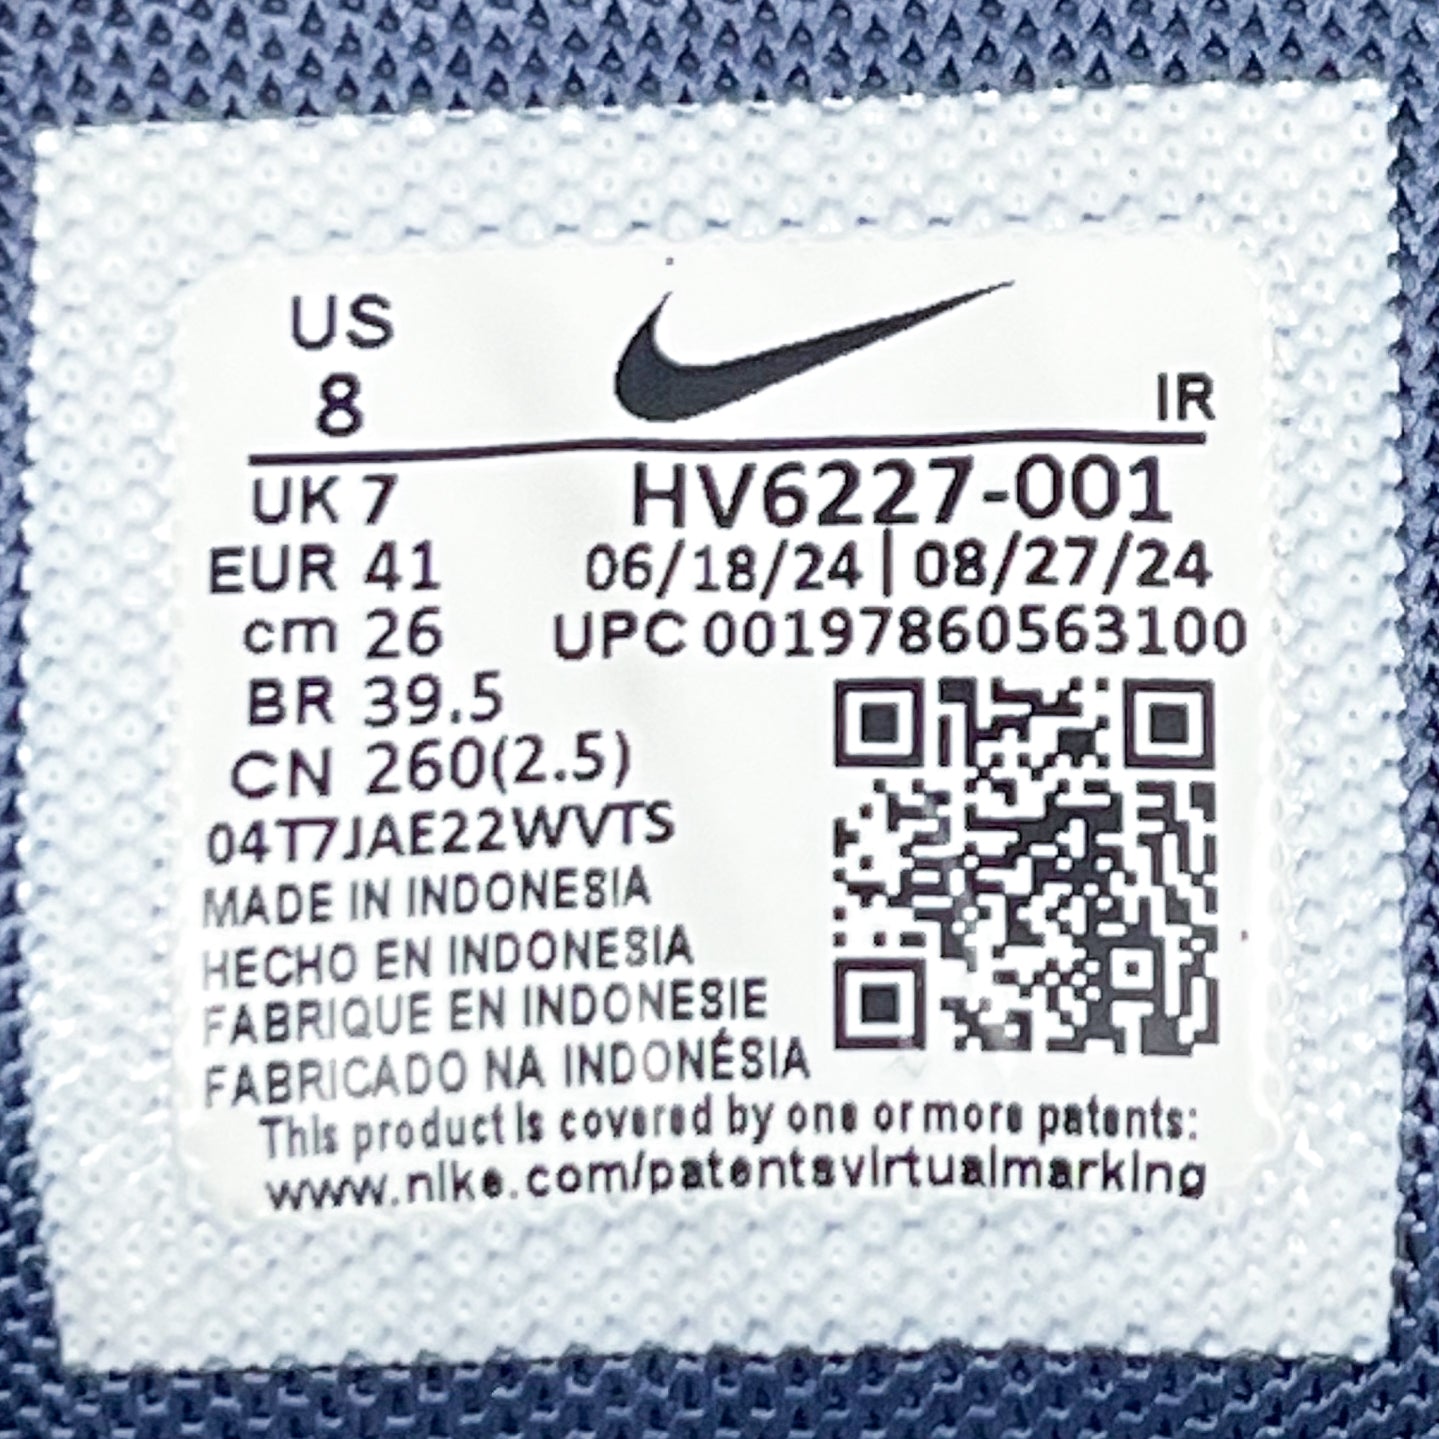 US
8
IR
UK 7
HV6227-001
EUR 41
06/18/24 | 08/27/24
cm 26
UPC 00197860563100
BR 39.5
CN 260(2.5)
04T7JAE22WVTS
MADE IN INDONESIA
HECHO EN INDONESIA
FABRIQUE EN INDONESIE
FABRICADO NA INDONÉSIA
This product is covered by one or more patents:
www.nike.com/patentsvirtualmarking